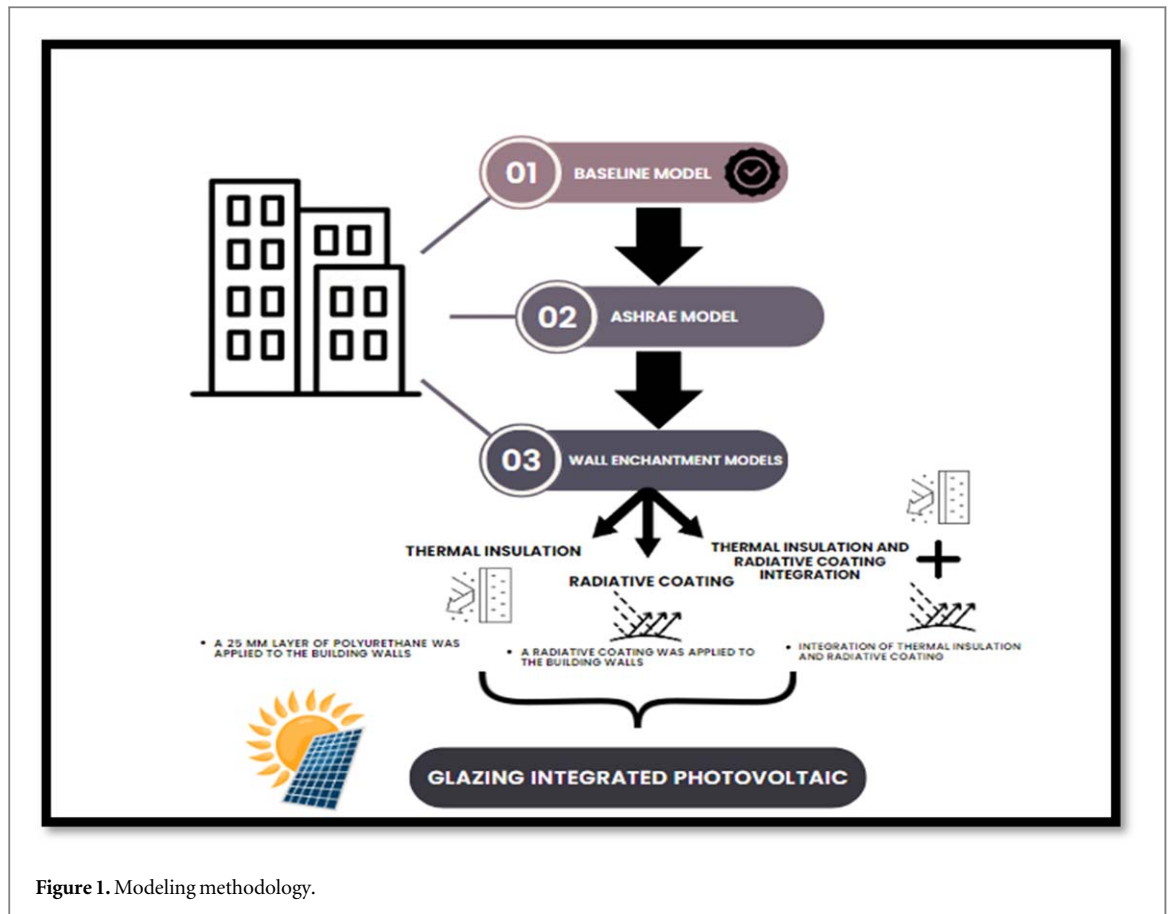 01 BASELINE MODEL
02 ASHRAE MODEL
03 WALL ENCHANTMENT MODELS
THERMAL INSULATION
• A 25 MM LAYER OF POLYURETHANE WAS
APPLIED TO THE BUILDING WALLS
RADIATIVE COATING
• A RADIATIVE COATING WAS APPLIED TO
THE BUILDING WALLS
THERMAL INSULATION AND
RADIATIVE COATING
INTEGRATION
+
• INTEGRATION OF THERMAL INSULATION
AND RADIATIVE COATING
GLAZING INTEGRATED PHOTOVOLTAIC
Figure 1. Modeling methodology.